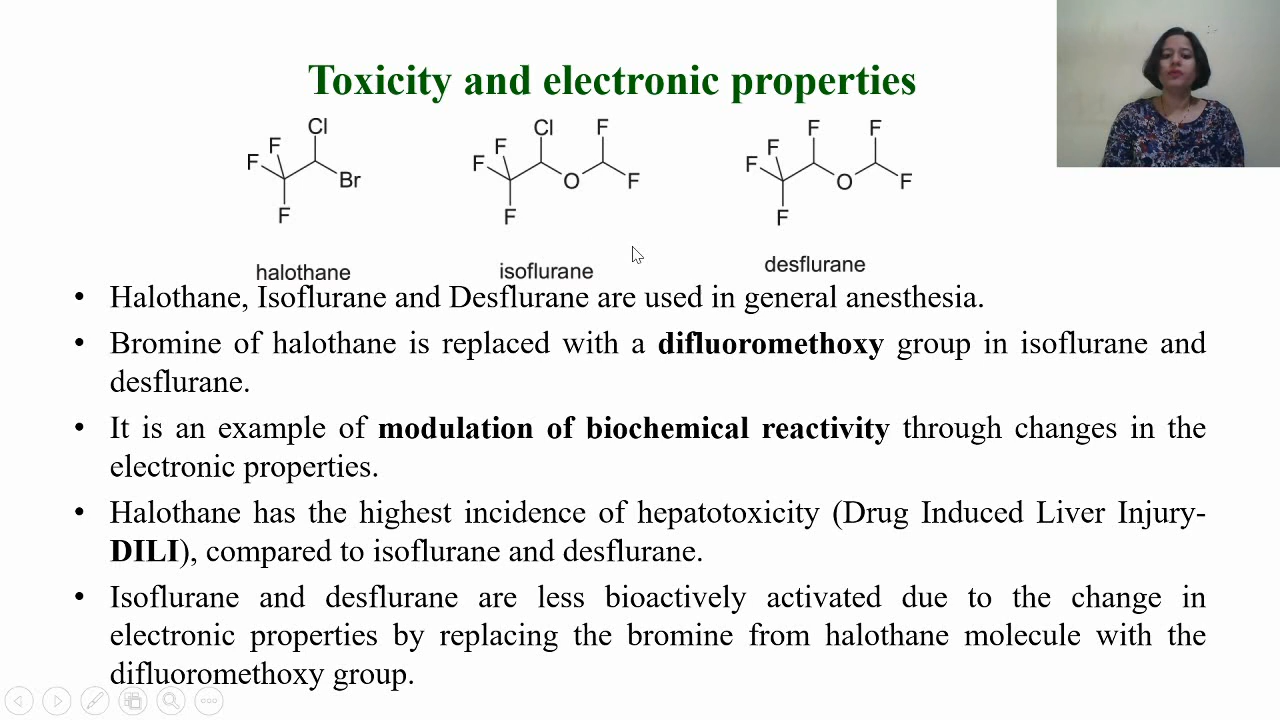 Toxicity and electronic properties
Cl
F
F
Br
F
halothane
Cl
F
F
F
O
F
F
isoflurane
F
F
F
F
O
F
F
desflurane
• Halothane, Isoflurane and Desflurane are used in general anesthesia.
• Bromine of halothane is replaced with a difluoromethoxy group in isoflurane and
desflurane.
• It is an example of modulation of biochemical reactivity through changes in the
electronic properties.
• Halothane has the highest incidence of hepatotoxicity (Drug Induced Liver Injury-
DILI), compared to isoflurane and desflurane.
• Isoflurane and desflurane are less bioactively activated due to the change in
electronic properties by replacing the bromine from halothane molecule with the
difluoromethoxy group.